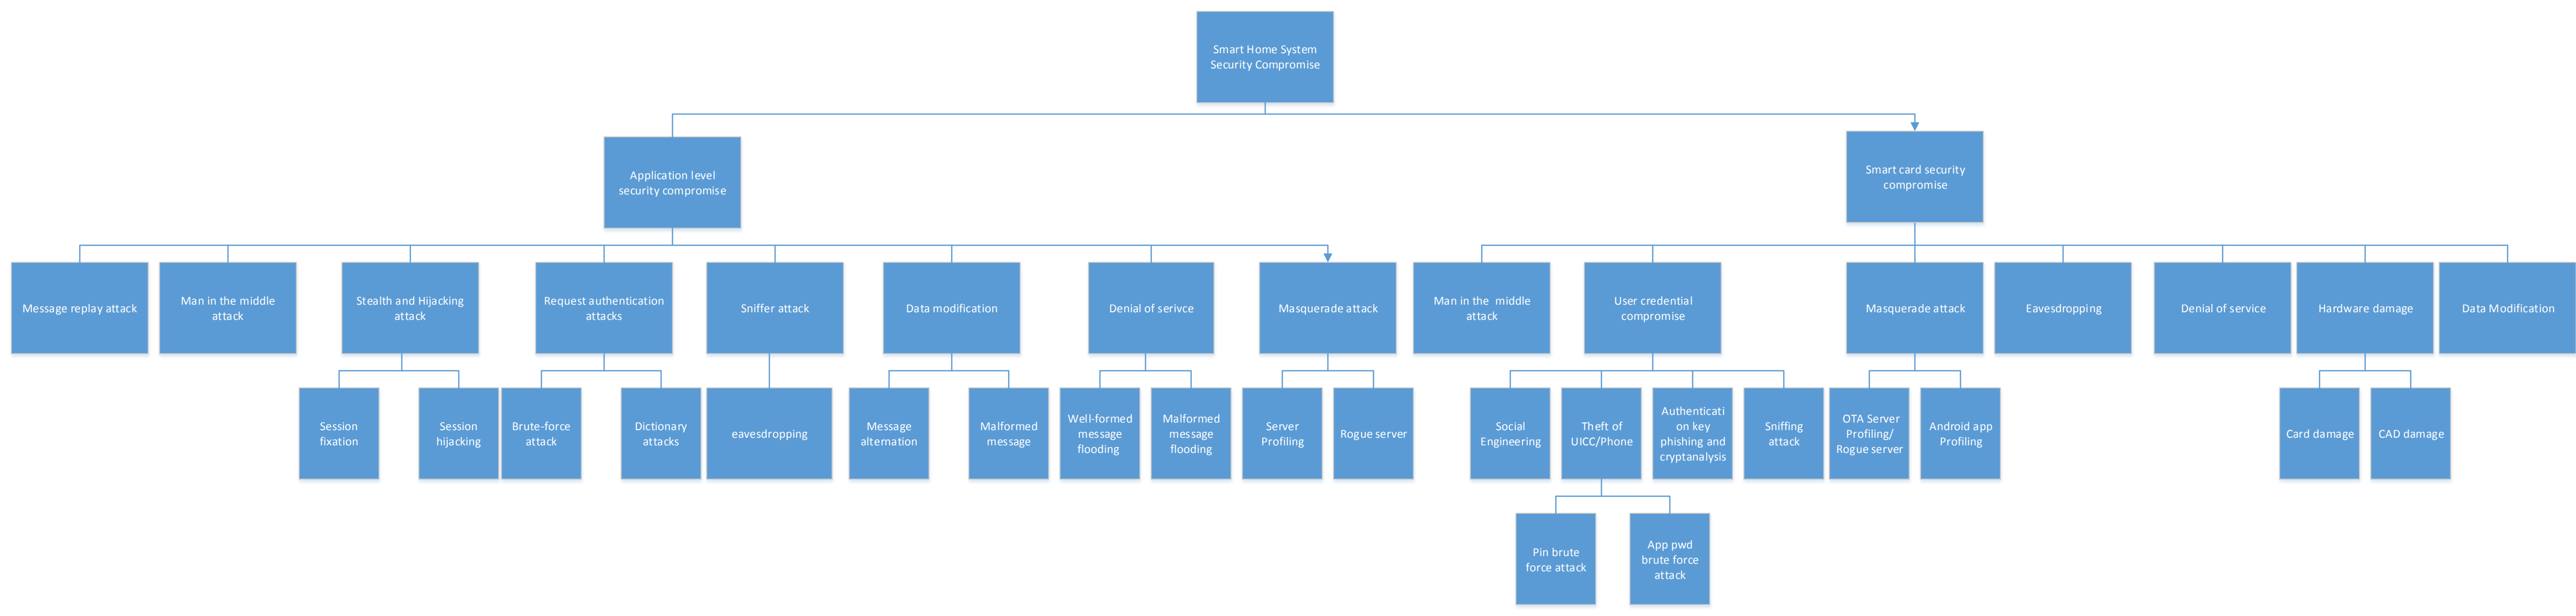 Smart Home System
Security Compromise
Application level
security compromise
Smart card security
compromise
Message replay attack
Man in the middle
attack
Stealth and Hijacking
attack
Request authentication
attacks
Sniffer attack
Data modification
Denial of serivce
Masquerade attack
Man in the  middle
attack
User credential
compromise
Masquerade attack
Eavesdropping
Denial of service
Hardware damage
Data Modification
Session
fixation
Session
hijacking
Brute-force
attack
Dictionary
attacks
eavesdropping
Message
alternation
Malformed
message
Well-formed
message
flooding
Malformed
message
flooding
Server
Profiling
Rogue server
Social
Engineering
Theft of
UICC/Phone
Authenticati
on key
phishing and
cryptanalysis
Sniffing
attack
OTA Server
Profiling/
Rogue server
Android app
Profiling
Card damage
CAD damage
Pin brute
force attack
App pwd
brute force
attack